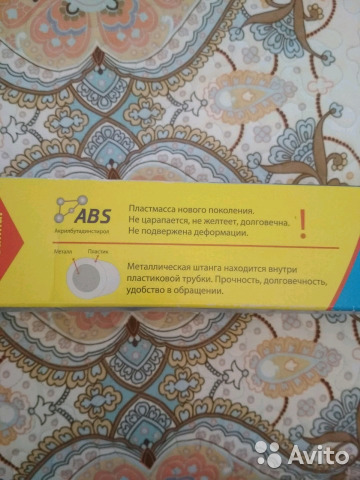 ABS
Акрилбутадиенстирол
Пластмасса нового поколения.
Не царапается, не желтеет, долговечна.
Не подвержена деформации.
!
Металл Пластик
Металлическая штанга находится внутри
пластиковой трубки. Прочность, долговечность,
удобство в обращении.
Avito